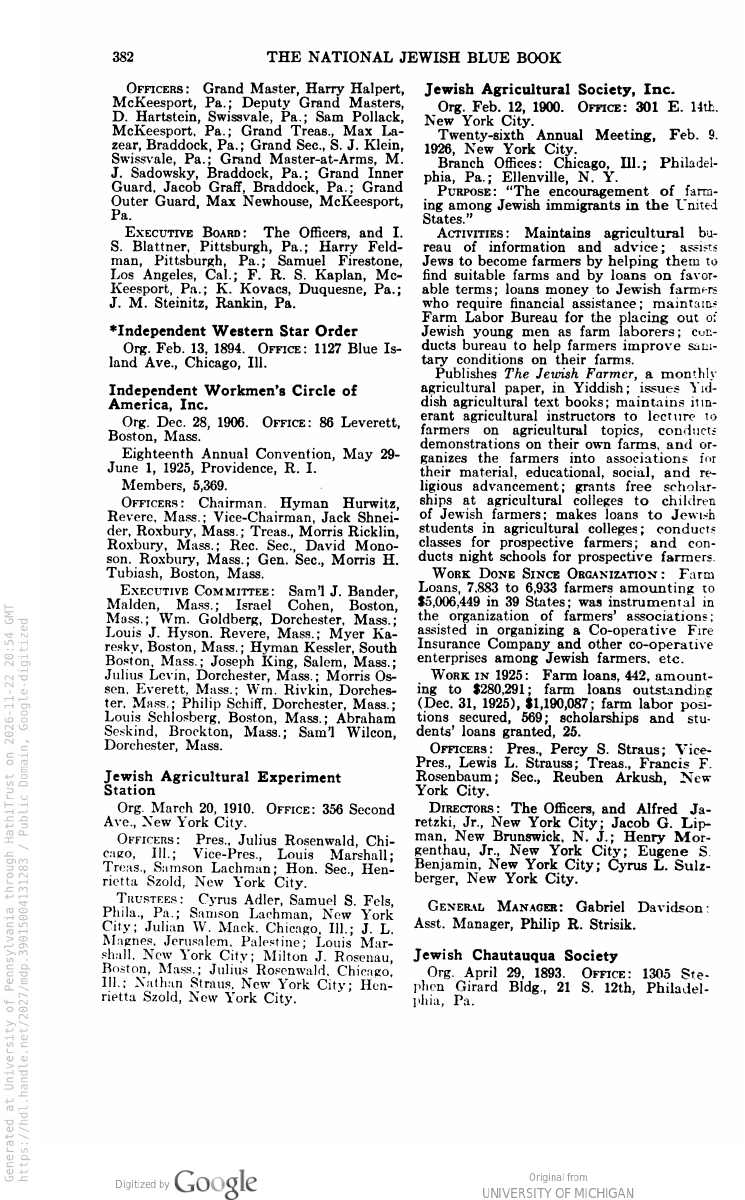 382 THE NATIONAL JEWISH BLUE BOOK
OFFICERS: Grand Master, Harry Halpert,
McKeesport, Pa.; Deputy Grand Masters,
D. Hartstein, Swissvale, Pa.; Sam Pollack,
McKeesport, Pa.; Grand Treas., Max La-
zear, Braddock, Pa.; Grand Sec., S. J. Klein,
Swissvale, Pa.; Grand Master-at-Arms, M.
J. Sadowsky, Braddock, Pa.; Grand Inner
Guard, Jacob Graff, Braddock, Pa.; Grand
Outer Guard, Max Newhouse, McKeesport,
Pa.
EXECUTIVE BOARD: The Officers, and I.
S. Blattner, Pittsburgh, Pa.; Harry Feld-
man, Pittsburgh, Pa.; Samuel Firestone,
Los Angeles, Cal.; F. R. S. Kaplan, Mc-
Keesport, Pa.; K. Kovacs, Duquesne, Pa.;
J. M. Steinitz, Rankin, Pa.
*Independent Western Star Order
Org. Feb. 13, 1894. OFFICE: 1127 Blue Is-
land Ave., Chicago, Ill.
Independent Workmen's Circle of
America, Inc.
Org. Dec. 28, 1906. OFFICE: 86 Leverett,
Boston, Mass.
Eighteenth Annual Convention, May 29-
June 1, 1925, Providence, R. I.
Members, 5,369.
OFFICERS: Chairman. Hyman Hurwitz,
Revere, Mass.; Vice-Chairman, Jack Shnei-
der, Roxbury, Mass.; Treas., Morris Ricklin,
Roxbury, Mass.; Rec. Sec., David Mono-
son. Roxbury, Mass.; Gen. Sec., Morris H.
Tubiash, Boston, Mass.
EXECUTIVE COMMITTEE: Sam'l J. Bander,
Malden, Mass.; Israel Cohen, Boston,
Mass.; Wm. Goldberg, Dorchester, Mass.;
Louis J. Hyson. Revere, Mass.; Myer Ka-
resky, Boston, Mass.; Hyman Kessler, South
Boston, Mass.; Joseph King, Salem, Mass.;
Julius Levin, Dorchester, Mass.; Morris Os-
sen, Everett, Mass.; Wm. Rivkin, Dorches-
ter, Mass.; Philip Schiff, Dorchester, Mass.;
Louis Schlosberg, Boston, Mass.; Abraham
Seskind, Brockton, Mass.; Sam'l Wilcon,
Dorchester, Mass.
Jewish Agricultural Experiment
Station
Org. March 20, 1910. OFFICE: 356 Second
Ave., New York City.
OFFICERS: Pres., Julius Rosenwald, Chi-
cago, Ill.; Vice-Pres., Louis Marshall;
Treas., Samson Lachman; Hon. Sec., Hen-
rietta Szold, New York City.
TRUSTEES: Cyrus Adler, Samuel S. Fels,
Phila., Pa.; Samson Lachman, New York
City; Julian W. Mack, Chicago, Ill.; J. L.
Magnes, Jerusalem, Palestine; Louis Mar-
shall, New York City; Milton J. Rosenau,
Boston, Mass.; Julius Rosenwald, Chicago,
Ill.; Nathan Straus, New York City; Hen-
rietta Szold, New York City.
Jewish Agricultural Society, Inc.
Org. Feb. 12, 1900. OFFICE: 301 E. 14th.
New York City.
Twenty-sixth Annual Meeting, Feb. 9.
1926, New York City.
Branch Offices: Chicago, Ill.; Philadel-
phia, Pa.; Ellenville, N. Y.
PURPOSE: "The encouragement of farm-
ing among Jewish immigrants in the United
States."
ACTIVITIES: Maintains agricultural bu-
reau of information and advice; assists
Jews to become farmers by helping them to
find suitable farms and by loans on favor-
able terms; loans money to Jewish farmers
who require financial assistance; maintains
Farm Labor Bureau for the placing out of
Jewish young men as farm laborers; con-
ducts bureau to help farmers improve sani-
tary conditions on their farms.
Publishes The Jewish Farmer, a monthly
agricultural paper, in Yiddish; issues Yid-
dish agricultural text books; maintains itin-
erant agricultural instructors to lecture to
farmers on agricultural topics, conducts
demonstrations on their own farms, and or-
ganizes the farmers into associations for
their material, educational, social, and re-
ligious advancement; grants free scholar-
ships at agricultural colleges to children
of Jewish farmers; makes loans to Jewish
students in agricultural colleges; conducts
classes for prospective farmers; and con-
ducts night schools for prospective farmers.
WORK DONE SINCE ORGANIZATION: Farm
Loans, 7,883 to 6,933 farmers amounting to
$5,006,449 in 39 States; was instrumental in
the organization of farmers' associations;
assisted in organizing a Co-operative Fire
Insurance Company and other co-operative
enterprises among Jewish farmers. etc.
WORK IN 1925: Farm loans, 442, amount-
ing to $280,291; farm loans outstanding
(Dec. 31, 1925), $1,190,087; farm labor posi-
tions secured, 569; scholarships and stu-
dents' loans granted, 25.
OFFICERS: Pres., Percy S. Straus; Vice-
Pres., Lewis L. Strauss; Treas., Francis F.
Rosenbaum; Sec., Reuben Arkush, New
York City.
DIRECTORS: The Officers, and Alfred Ja-
retzki, Jr., New York City; Jacob G. Lip-
man, New Brunswick, N. J.; Henry Mor-
genthau, Jr., New York City; Eugene S.
Benjamin, New York City; Cyrus L. Sulz-
berger, New York City.
GENERAL MANAGER: Gabriel Davidson:
Asst. Manager, Philip R. Strisik.
Jewish Chautauqua Society
Org. April 29, 1893. OFFICE: 1305 Ste-
phen Girard Bldg., 21 S. 12th, Philadel-
phia, Pa.
Generated at University of Pennsylvania through HathiTrust on 2026-11-22 20:54 GMT
https://hdl.handle.net/2027/mdp.39015004131283 / Public Domain, Google-digitized
Digitized by Google
Original from
UNIVERSITY OF MICHIGAN